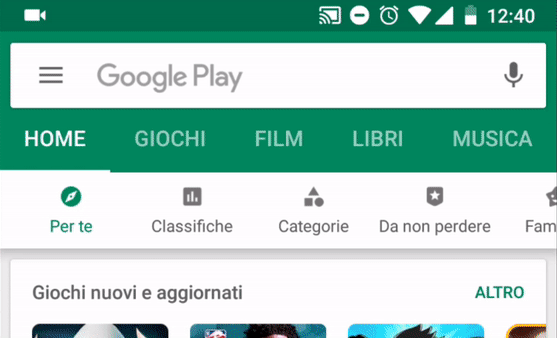 12:40
Google Play
HOME GIOCHI FILM LIBRI MUSICA
Per te Classifiche Categorie Da non perdere Fam
Giochi nuovi e aggiornati ALTRO